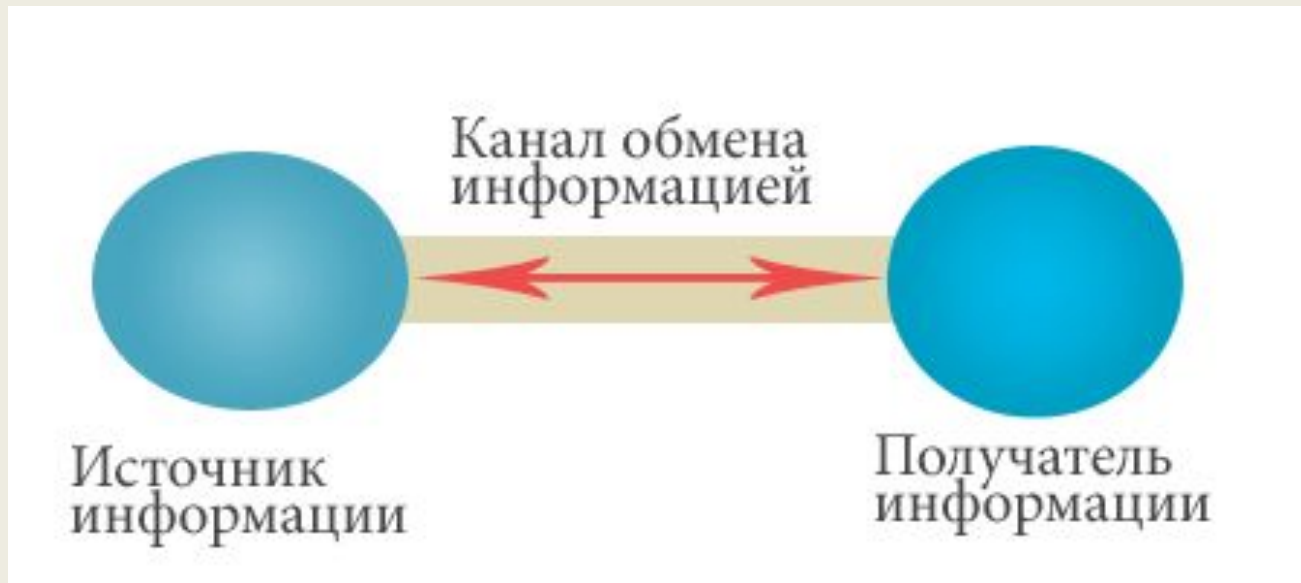 Канал обмена
информацией
Источник
информации
Получатель
информации